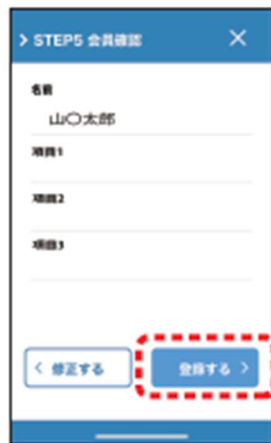 > STEP5 会員確認 ×
名前
山〇太郎
項目1
項目2
項目3
< 修正する
登録する >